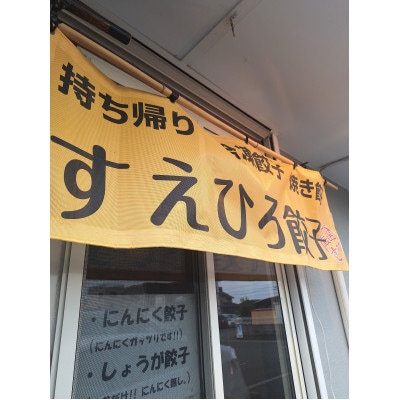 持ち帰り
餃子 焼き
すえひろ餃子
・にんにく餃子
(にんにくガッツリです!!)
・しょうが餃子
にんにく無し。